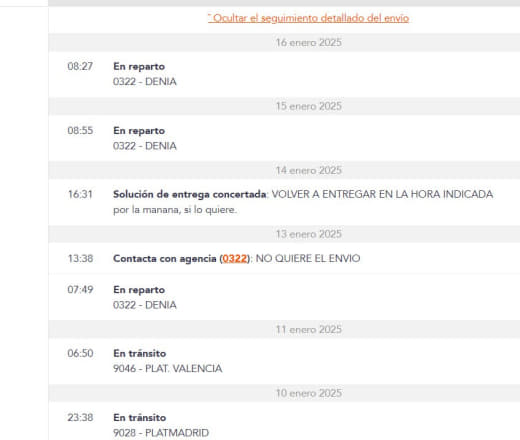 ˆ Ocultar el seguimiento detallado del envío
16 enero 2025
08:27 En reparto
0322 - DENIA
15 enero 2025
08:55 En reparto
0322 - DENIA
14 enero 2025
16:31 Solución de entrega concertada: VOLVER A ENTREGAR EN LA HORA INDICADA
por la manana, si lo quiere.
13 enero 2025
13:38 Contacta con agencia (0322): NO QUIERE EL ENVIO
07:49 En reparto
0322 - DENIA
11 enero 2025
06:50 En tránsito
9046 - PLAT. VALENCIA
10 enero 2025
23:38 En tránsito
9028 - PLATMADRID